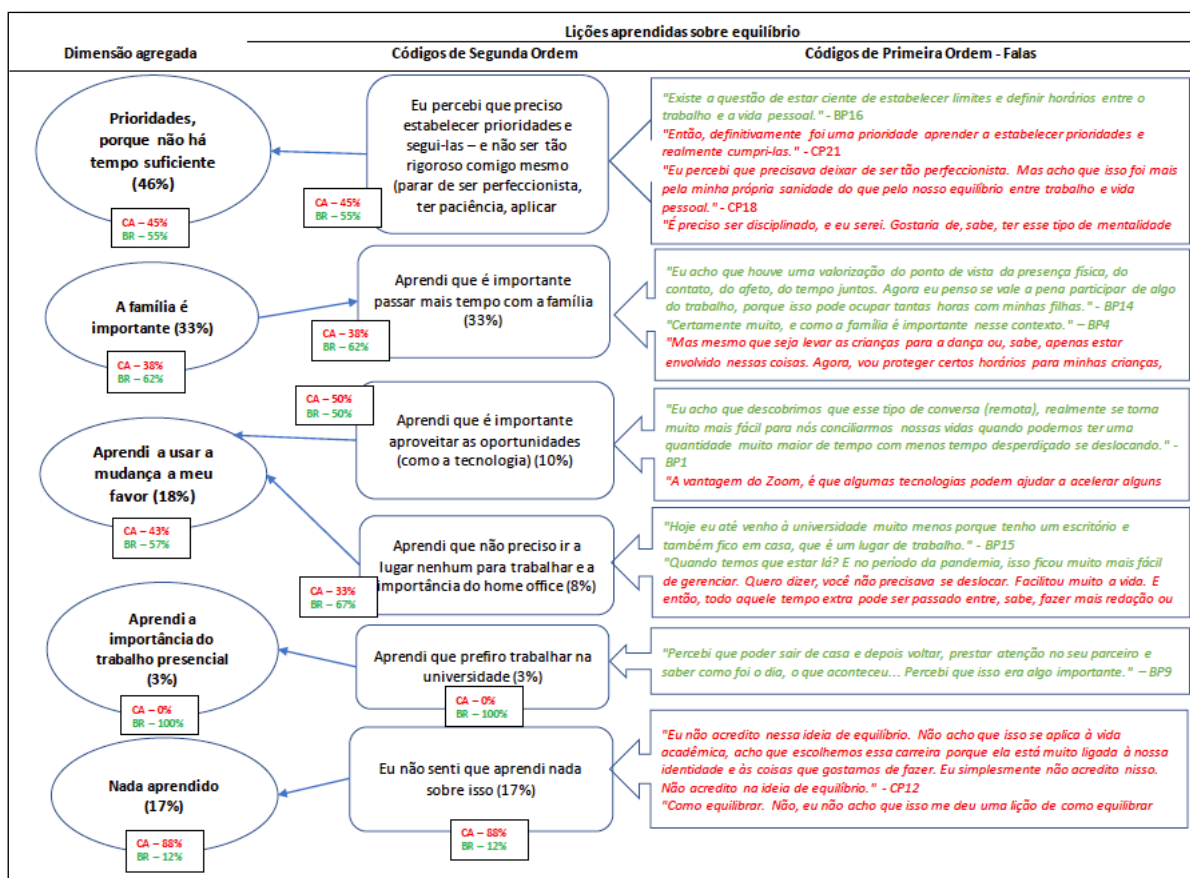 Lições aprendidas sobre equilíbrio
Dimensão agregada
Códigos de Segunda Ordem
Códigos de Primeira Ordem - Falas
Prioridades,
porque não há
tempo suficiente
(46%)
CA – 45%
BR – 55%
Eu percebi que preciso
estabelecer prioridades e
segui-las – e não ser tão
rigoroso comigo mesmo
(parar de ser perfeccionista,
ter paciência, aplicar
CA – 45%
BR – 55%
"Existe a questão de estar ciente de estabelecer limites e definir horários entre o
trabalho e a vida pessoal." - BP16
"Então, definitivamente foi uma prioridade aprender a estabelecer prioridades e
realmente cumpri-las." - CP21
"Eu percebi que precisava deixar de ser tão perfeccionista. Mas acho que isso foi mais
pela minha própria sanidade do que pelo nosso equilíbrio entre trabalho e vida
pessoal." - CP18
"É preciso ser disciplinado, e eu serei. Gostaria de, sabe, ter esse tipo de mentalidade
A família é
importante (33%)
CA – 38%
BR – 62%
Aprendi que é importante
passar mais tempo com a família
(33%)
CA – 38%
BR – 62%
"Eu acho que houve uma valorização do ponto de vista da presença física, do
contato, do afeto, do tempo juntos. Agora eu penso se vale a pena participar de algo
do trabalho, porque isso pode ocupar tantas horas com minhas filhas." - BP14
"Certamente muito, e como a família é importante nesse contexto." – BP4
"Mas mesmo que seja levar as crianças para a dança ou, sabe, apenas estar
envolvido nessas coisas. Agora, vou proteger certos horários para minhas crianças,
Aprendi a usar a
mudança a meu
favor (18%)
CA – 43%
BR – 57%
CA – 50%
BR – 50%
Aprendi que é importante
aproveitar as oportunidades
(como a tecnologia) (10%)
"Eu acho que descobrimos que esse tipo de conversa (remota), realmente se torna
muito mais fácil para nós conciliarmos nossas vidas quando podemos ter uma
quantidade muito maior de tempo com menos tempo desperdiçado se deslocando." -
BP1
"A vantagem do Zoom, é que algumas tecnologias podem ajudar a acelerar alguns
Aprendi que não preciso ir a
lugar nenhum para trabalhar e a
importância do home office (8%)
CA – 33%
BR – 67%
"Hoje eu até venho à universidade muito menos porque tenho um escritório e
também fico em casa, que é um lugar de trabalho." - BP15
"Quando temos que estar lá? E no período da pandemia, isso ficou muito mais fácil
de gerenciar. Quero dizer, você não precisava se deslocar. Facilitou muito a vida. E
então, todo aquele tempo extra pode ser passado entre, sabe, fazer mais redação ou
Aprendi a
importância do
trabalho presencial
(3%)
CA – 0%
BR – 100%
Aprendi que prefiro trabalhar na
universidade (3%)
CA – 0%
BR – 100%
"Percebi que poder sair de casa e depois voltar, prestar atenção no seu parceiro e
saber como foi o dia, o que aconteceu... Percebi que isso era algo importante." – BP9
Nada aprendido
(17%)
CA – 88%
BR – 12%
Eu não senti que aprendi nada
sobre isso (17%)
CA – 88%
BR – 12%
"Eu não acredito nessa ideia de equilíbrio. Não acho que isso se aplica à vida
acadêmica, acho que escolhemos essa carreira porque ela está muito ligada à nossa
identidade e às coisas que gostamos de fazer. Eu simplesmente não acredito nisso.
Não acredito na ideia de equilíbrio." - CP12
"Como equilibrar. Não, eu não acho que isso me deu uma lição de como equilibrar